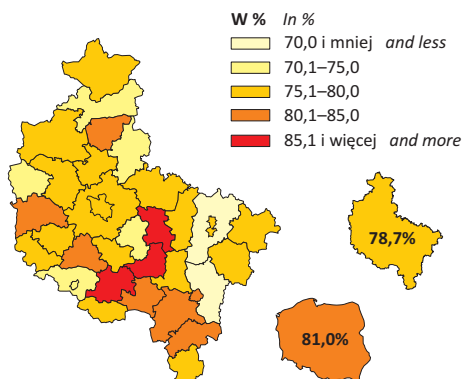 W % In %
70,0 i mniej and less
70,1–75,0
75,1–80,0
80,1–85,0
85,1 i więcej and more
78,7%
81,0%